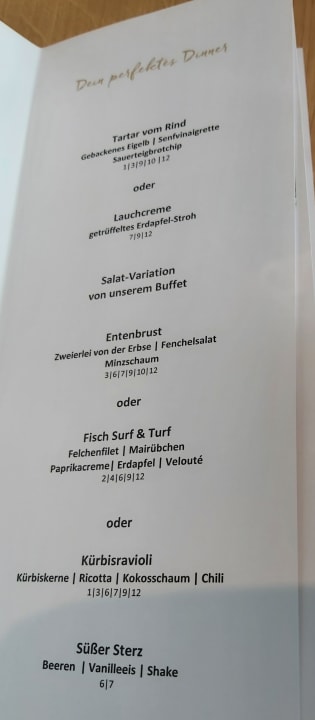 Dein perfektes Dinner
Tartar vom Rind
Gebackenes Eigelb | Senfvinaigrette
Sauerteigbrotchip
1|3|9|10 |12
oder
Lauchcreme
getrüffeltes Erdapfel-Stroh
7|9|12
Salat-Variation
von unserem Buffet
Entenbrust
Zweierlei von der Erbse | Fenchelsalat
Minzschaum
3|6|7|9|10|12
oder
Fisch Surf & Turf
Felchenfilet | Mairübchen
Paprikacreme| Erdapfel | Velouté
2|4|6|9|12
oder
Kürbisravioli
Kürbiskerne | Ricotta | Kokosschaum | Chili
1|3|6|7|9|12
Süßer Sterz
Beeren | Vanilleeis | Shake
6|7